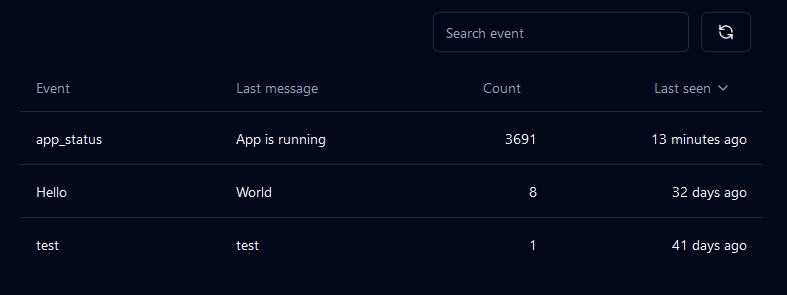 Search event
Event Last message Count Last seen
app_status App is running 3691 13 minutes ago
Hello World 8 32 days ago
test test 1 41 days ago